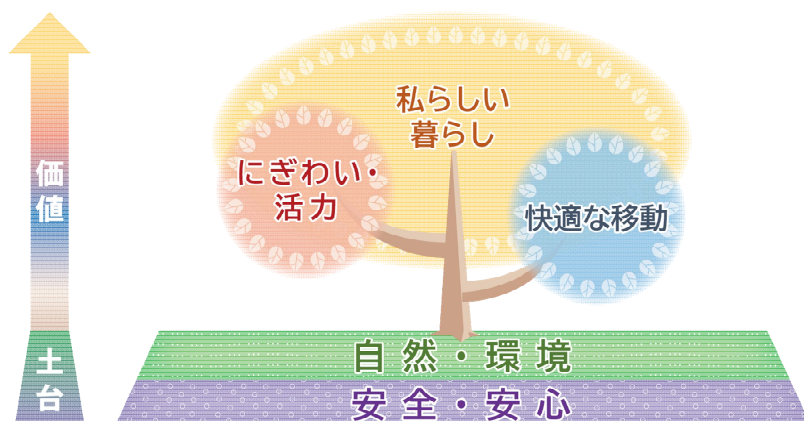 価値
土台
私らしい
暮らし
にぎわい・
活力
快適な移動
自然・環境
安全・安心